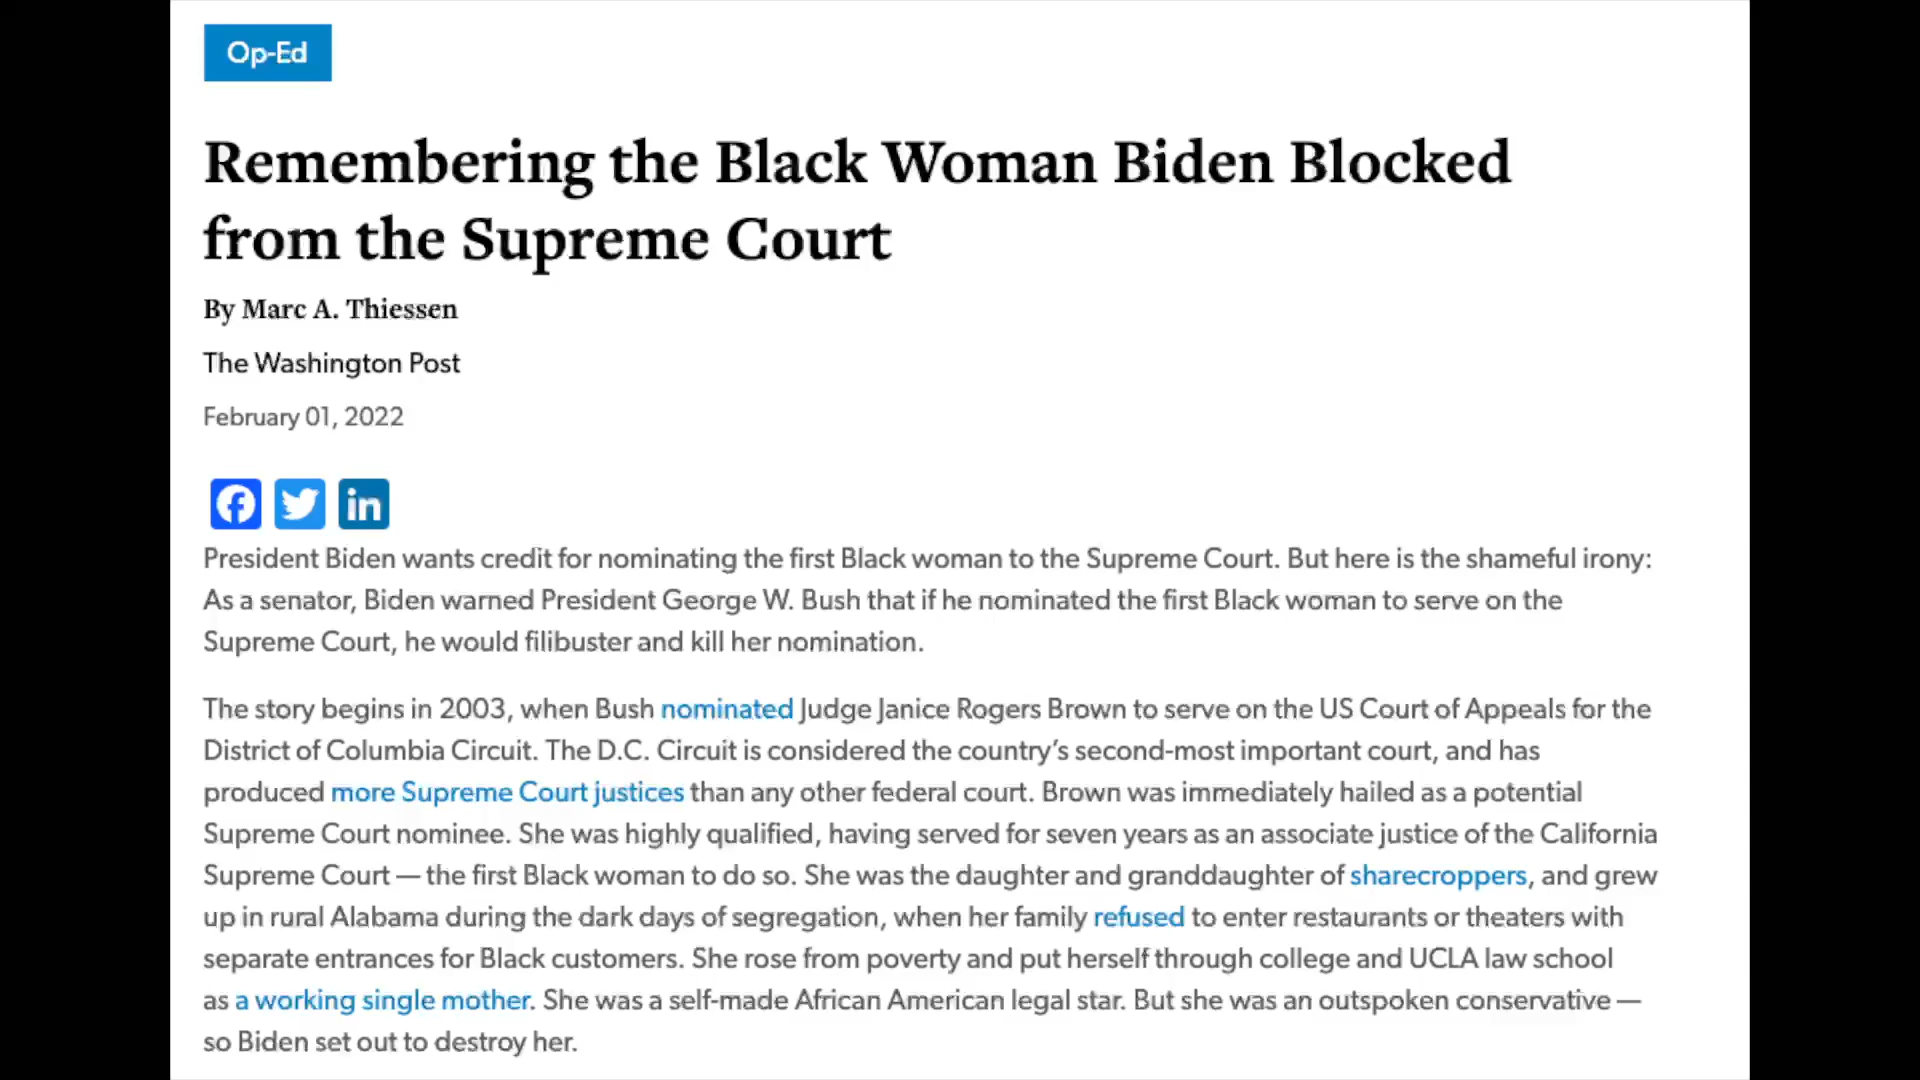 Op-Ed
Remembering the Black Woman Biden Blocked
from the Supreme Court
By Marc A. Thiessen
The Washington Post
February 01, 2022
in
President Biden wants credit for nominating the first Black woman to the Supreme Court. But here is the shameful irony:
As a senator, Biden warned President George W. Bush that if he nominated the first Black woman to serve on the
Supreme Court, he would filibuster and kill her nomination.
The story begins in 2003, when Bush nominated Judge Janice Rogers Brown to serve on the US Court of Appeals for the
District of Columbia Circuit. The D.C. Circuit is considered the country’s second-most important court, and has
produced more Supreme Court justices than any other federal court. Brown was immediately hailed as a potential
Supreme Court nominee. She was highly qualified, having served for seven years as an associate justice of the California
Supreme Court — the first Black woman to do so. She was the daughter and granddaughter of sharecroppers, and grew
up in rural Alabama during the dark days of segregation, when her family refused to enter restaurants or theaters with
separate entrances for Black customers. She rose from poverty and put herself through college and UCLA law school
as a working single mother. She was a self-made African American legal star. But she was an outspoken conservative —
so Biden set out to destroy her.